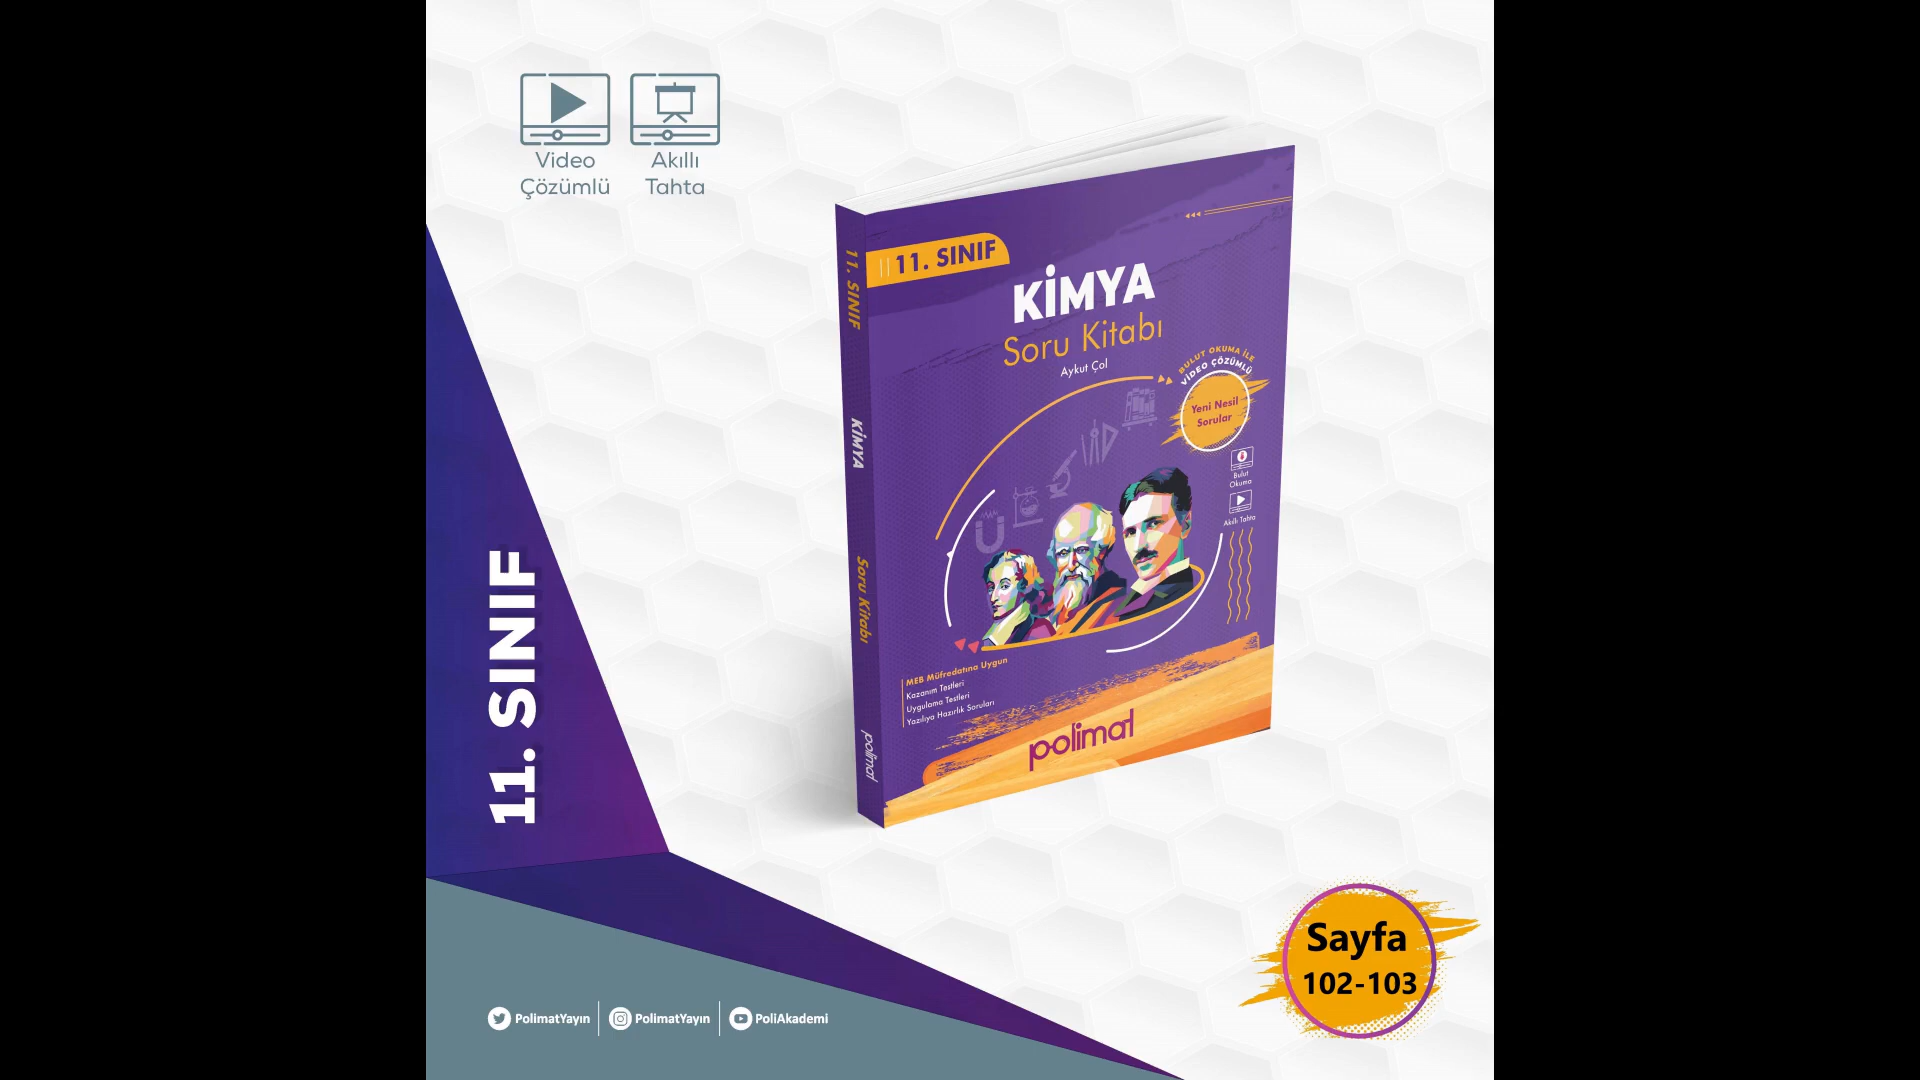 Video
Çözümlü
Akıllı
Tahta
11. SINIF
11. SINIF
KİMYA
Soru Kitabı
polimat
11. SINIF
KİMYA
Soru Kitabı
Aykut Çol
BULUT OKUMA İLE
VİDEO ÇÖZÜMLÜ
Yeni Nesil
Sorular
Bulut
Okuma
Akıllı Tahta
MEB Müfredatına Uygun
Kazanım Testleri
Uygulama Testleri
Yazılıya Hazırlık Soruları
polimat
Sayfa
102-103
PolimatYayın
PolimatYayın
PoliAkademi